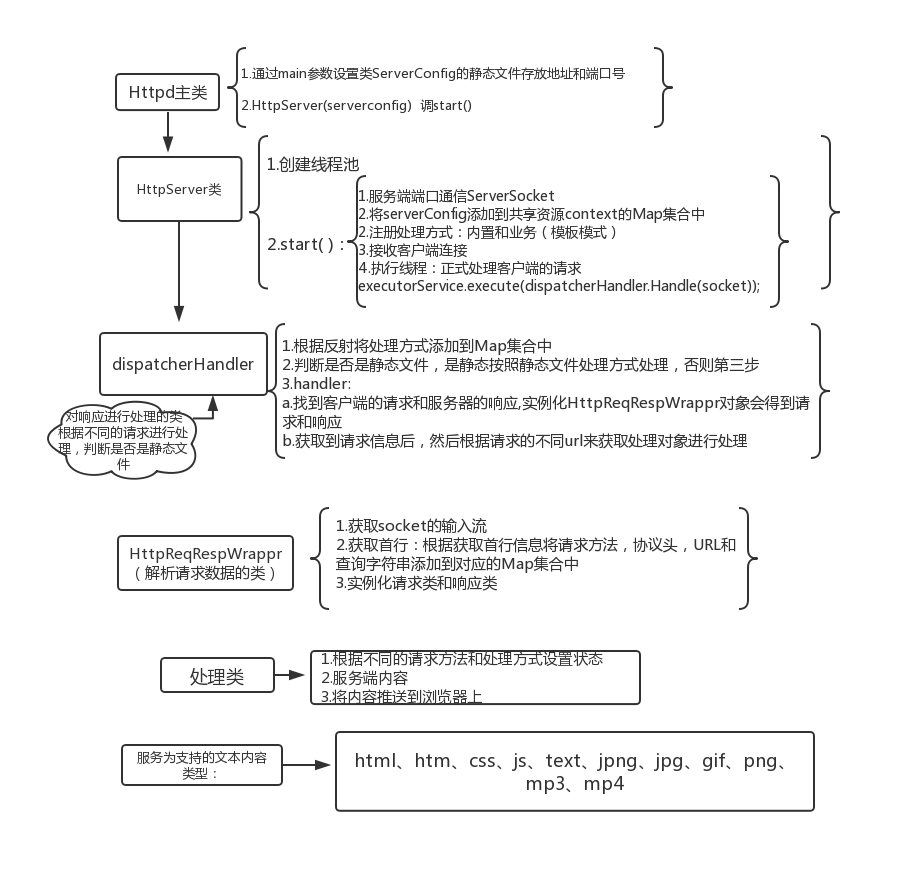 Httpd主类
1.通过main参数设置类ServerConfig的静态文件存放地址和端口号
2.HttpServer(serverconfig) 调start()
HttpServer类
1.创建线程池
2.start( )：
1.服务端端口通信ServerSocket
2.将serverConfig添加到共享资源context的Map集合中
2.注册处理方式：内置和业务（模板模式）
3.接收客户端连接
4.执行线程：正式处理客户端的请求
executorService.execute(dispatcherHandler.Handle(socket));
dispatcherHandler
1.根据反射将处理方式添加到Map集合中
2.判断是否是静态文件，是静态按照静态文件处理方式处理，否则第三步
3.handler:
a.找到客户端的请求和服务器的响应,实例化HttpReqRespWrappr对象会得到请
求和响应
b.获取到请求信息后，然后根据请求的不同url来获取处理对象进行处理
对响应进行处理的类
根据不同的请求进行处
理，判断是否是静态文
件
HttpReqRespWrappr
（解析请求数据的类）
1.获取socket的输入流
2.获取首行：根据获取首行信息将请求方法，协议头，URL和
查询字符串添加到对应的Map集合中
3.实例化请求类和响应类
处理类
1.根据不同的请求方法和处理方式设置状态
2.服务端内容
3.将内容推送到浏览器上
服务为支持的文本内容
类型：
html、htm、css、js、text、jpng、jpg、gif、png、
mp3、mp4